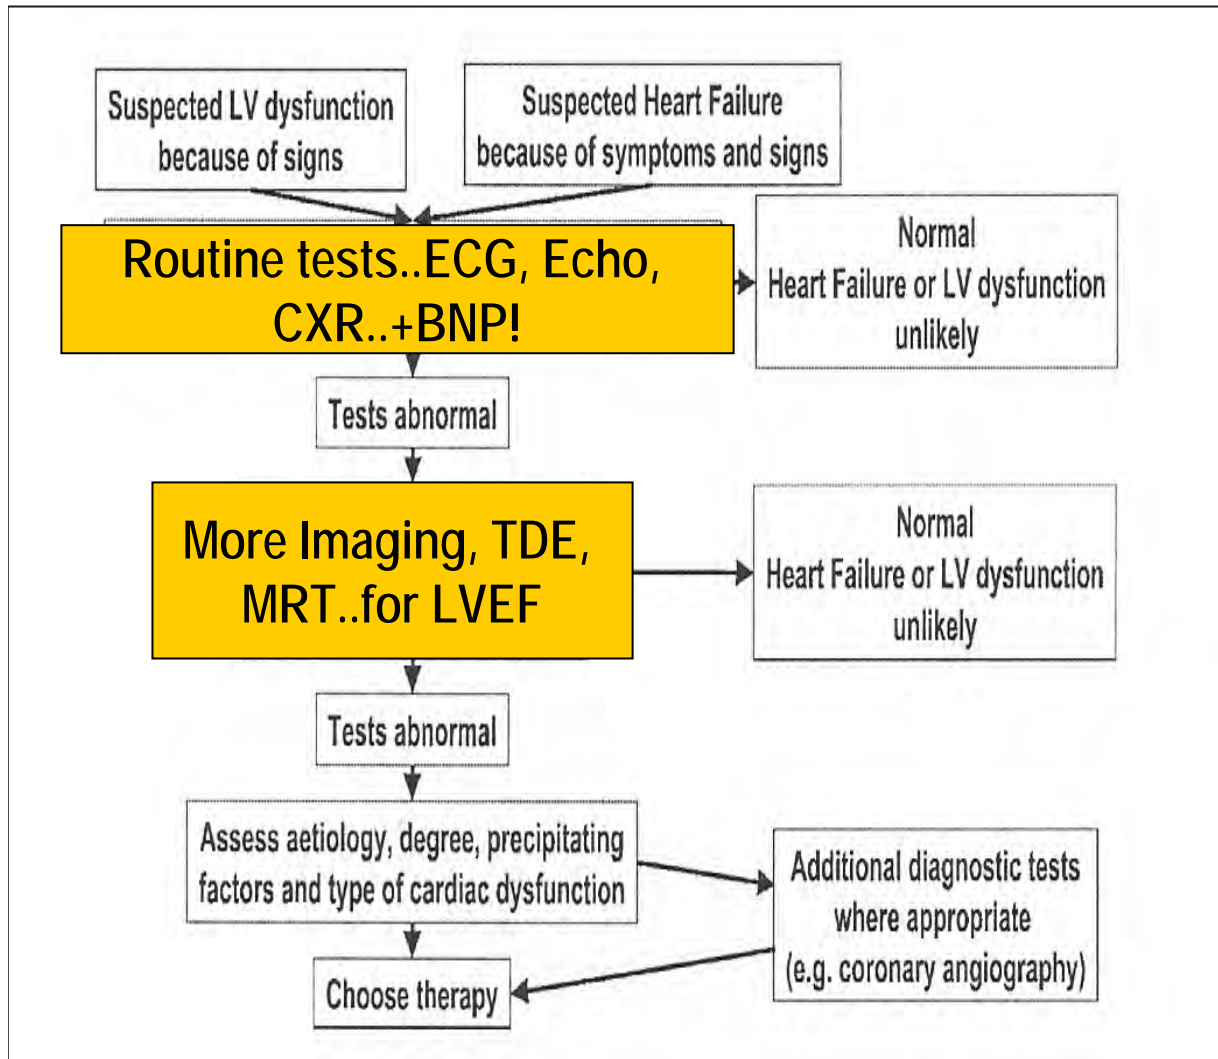 Suspected LV dysfunction
because of signs
Suspected Heart Failure
because of symptoms and signs
Routine tests..ECG, Echo,
CXR..+BNP!
Normal
Heart Failure or LV dysfunction
unlikely
Tests abnormal
More Imaging, TDE,
MRT..for LVEF
Normal
Heart Failure or LV dysfunction
unlikely
Tests abnormal
Assess aetiology, degree, precipitating
factors and type of cardiac dysfunction
Additional diagnostic tests
where appropriate
(e.g. coronary angiography)
Choose therapy